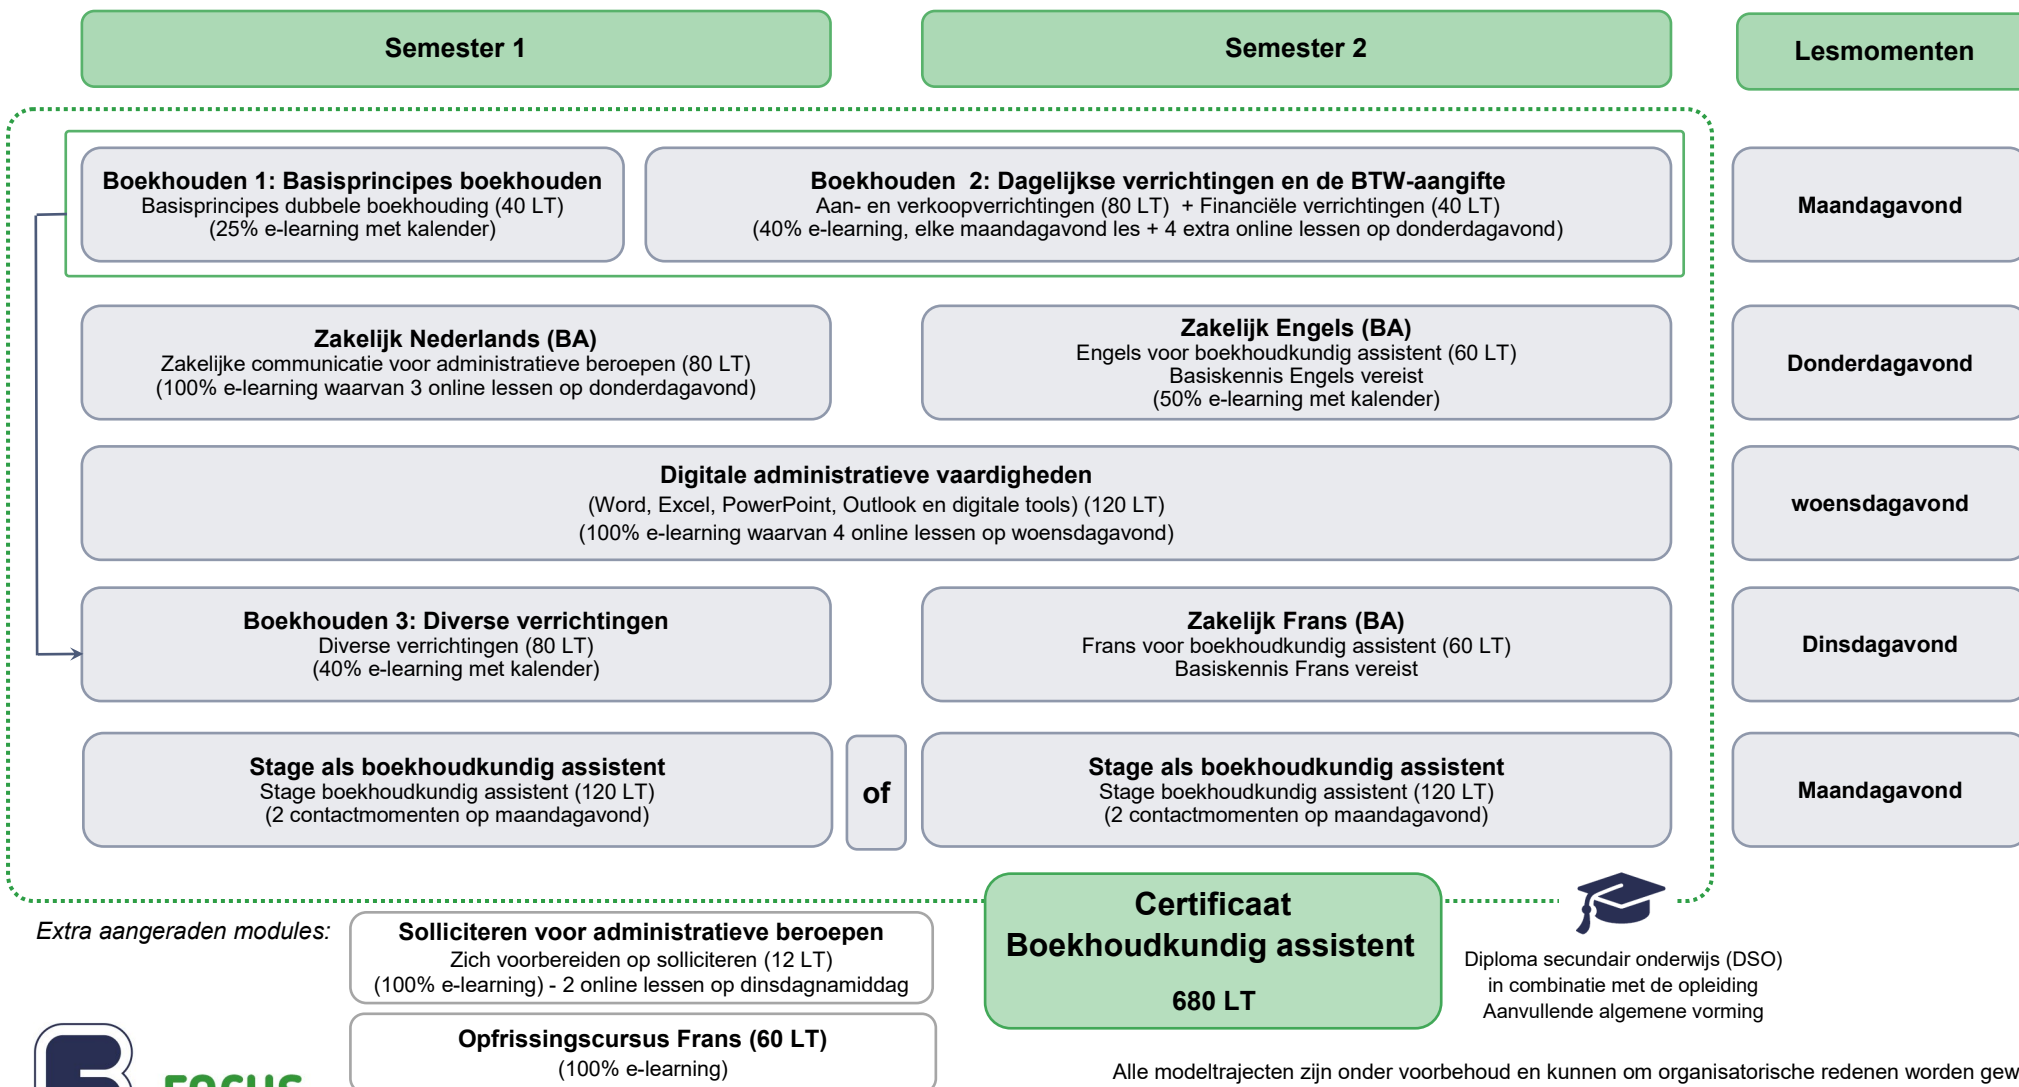 Semester 1
Semester 2
Lesmomenten
Boekhouden 1: Basisprincipes boekhouden
Basisprincipes dubbele boekhouding (40 LT)
(25% e-learning met kalender)
Boekhouden 2: Dagelijkse verrichtingen en de BTW-aangifte
Aan- en verkoopverrichtingen (80 LT) + Financiële verrichtingen (40 LT)
(40% e-learning, elke maandagavond les + 4 extra online lessen op donderdagavond)
Maandagavond
Zakelijk Nederlands (BA)
Zakelijke communicatie voor administratieve beroepen (80 LT)
(100% e-learning waarvan 3 online lessen op donderdagavond)
Zakelijk Engels (BA)
Engels voor boekhoudkundig assistent (60 LT)
Basiskennis Engels vereist
(50% e-learning met kalender)
Donderdagavond
Digitale administratieve vaardigheden
(Word, Excel, PowerPoint, Outlook en digitale tools) (120 LT)
(100% e-learning waarvan 4 online lessen op woensdagavond)
woensdagavond
Boekhouden 3: Diverse verrichtingen
Diverse verrichtingen (80 LT)
(40% e-learning met kalender)
Zakelijk Frans (BA)
Frans voor boekhoudkundig assistent (60 LT)
Basiskennis Frans vereist
Dinsdagavond
Stage als boekhoudkundig assistent
Stage boekhoudkundig assistent (120 LT)
(2 contactmomenten op maandagavond)
of
Stage als boekhoudkundig assistent
Stage boekhoudkundig assistent (120 LT)
(2 contactmomenten op maandagavond)
Maandagavond
Certificaat
Boekhoudkundig assistent
680 LT
Diploma secundair onderwijs (DSO)
in combinatie met de opleiding
Aanvullende algemene vorming
Extra aangeraden modules:
Solliciteren voor administratieve beroepen
Zich voorbereiden op solliciteren (12 LT)
(100% e-learning) - 2 online lessen op dinsdagnamiddag
Opfrissingscursus Frans (60 LT)
(100% e-learning)
Alle modeltrajecten zijn onder voorbehoud en kunnen om organisatorische redenen worden gew